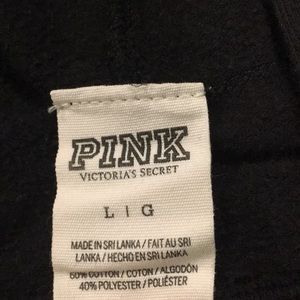 PINK
VICTORIA'S SECRET
L | G
MADE IN SRI LANKA / FAIT AU SRI
LANKA / HECHO EN SRI LANKA
60% COTTON / COTON / ALGODÓN
40% POLYESTER / POLIÉSTER